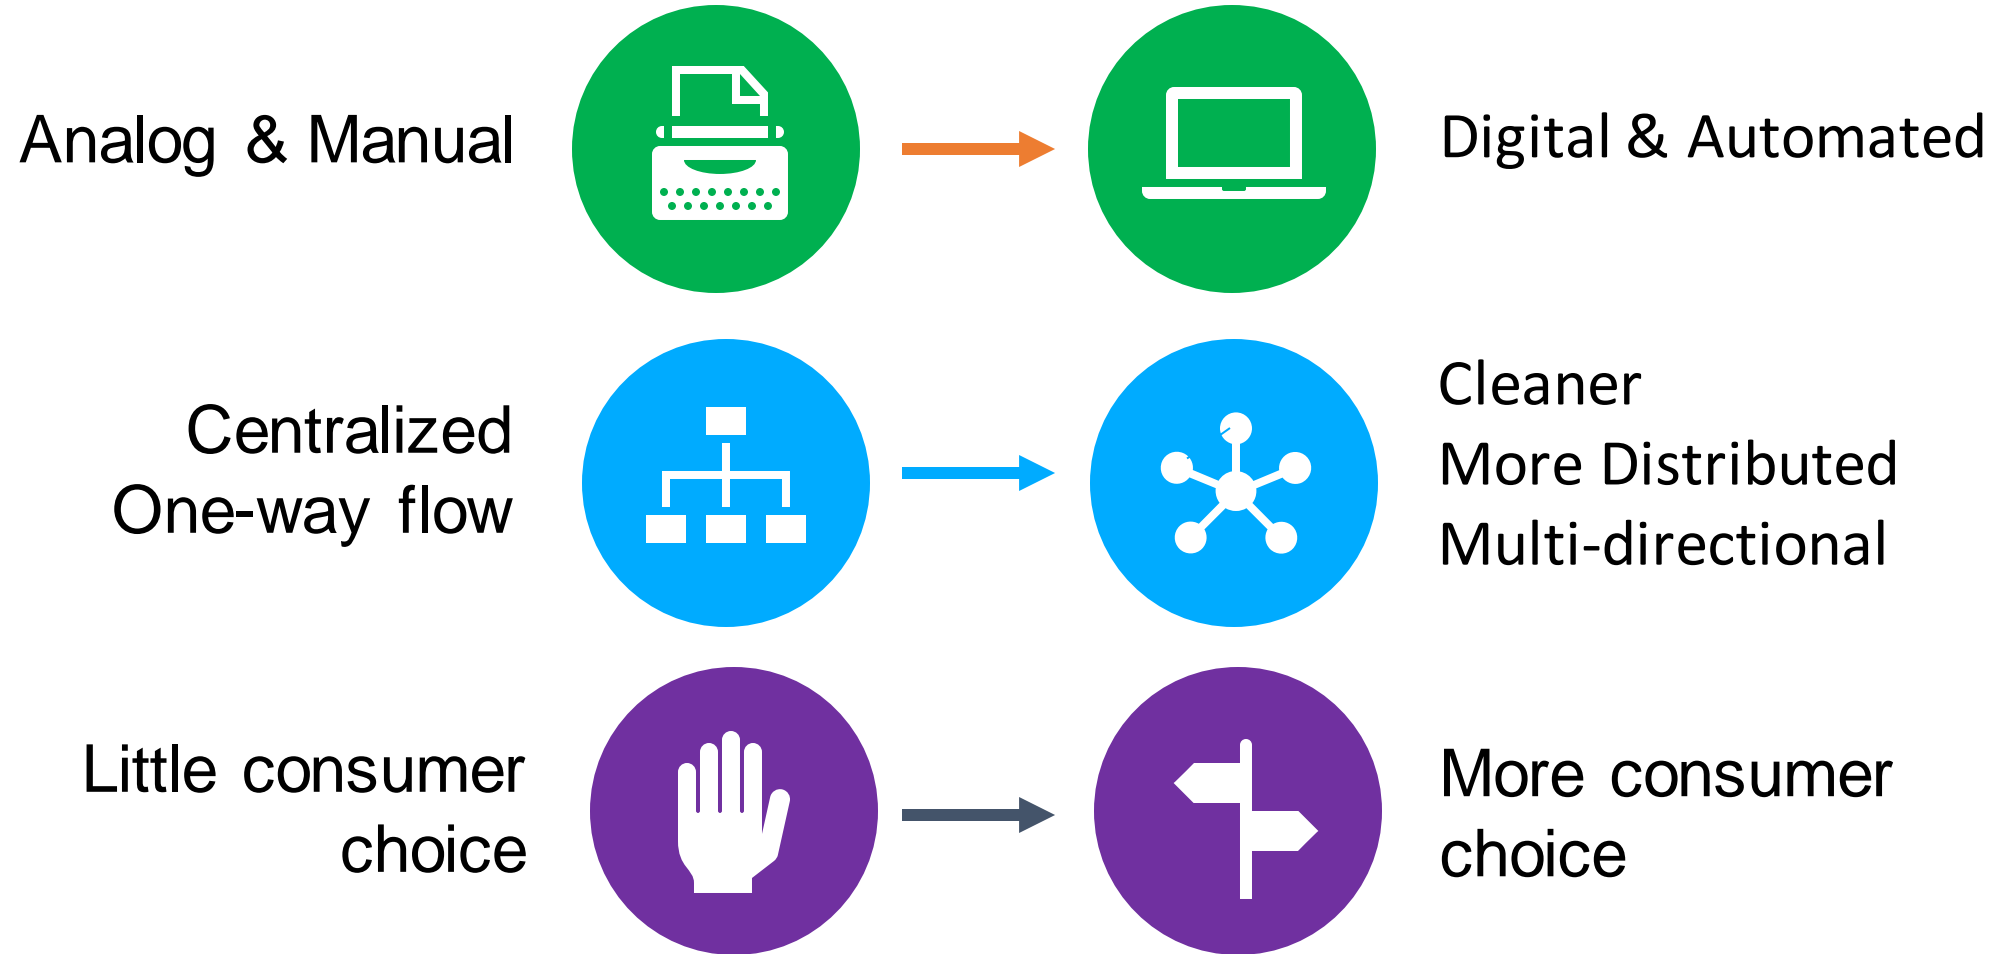 Analog & Manual
Digital & Automated
Centralized
One-way flow
Cleaner
More Distributed
Multi-directional
Little consumer
choice
More consumer
choice